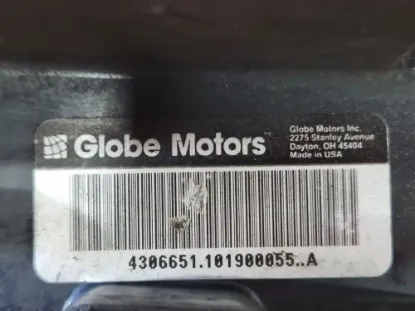 Globe Motors
Globe Motors Inc.
2275 Stanley Avenue
Dayton, OH 45404
Made in USA
4306651.101900055..A